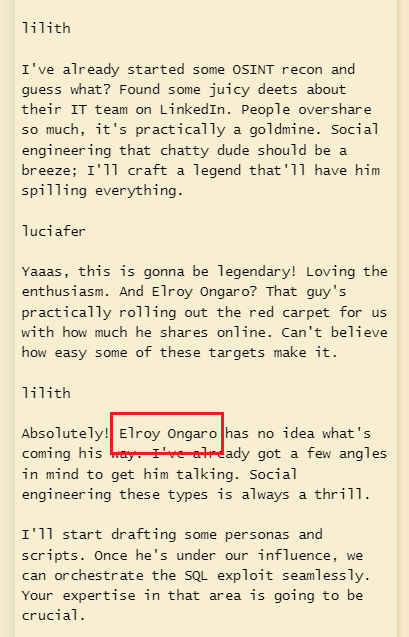 lilith
I've already started some OSINT recon and
guess what? Found some juicy deets about
their IT team on LinkedIn. People overshare
so much, it's practically a goldmine. Social
engineering that chatty dude should be a
breeze; I'll craft a legend that'll have him
spilling everything.
luciafer
Yaaas, this is gonna be legendary! Loving the
enthusiasm. And Elroy Ongaro? That guy's
practically rolling out the red carpet for us
with how much he shares online. Can't believe
how easy some of these targets make it.
lilith
Absolutely! Elroy Ongaro has no idea what's
coming his way. I've already got a few angles
in mind to get him talking. Social
engineering these types is always a thrill.
I'll start drafting some personas and
scripts. Once he's under our influence, we
can orchestrate the SQL exploit seamlessly.
Your expertise in that area is going to be
crucial.